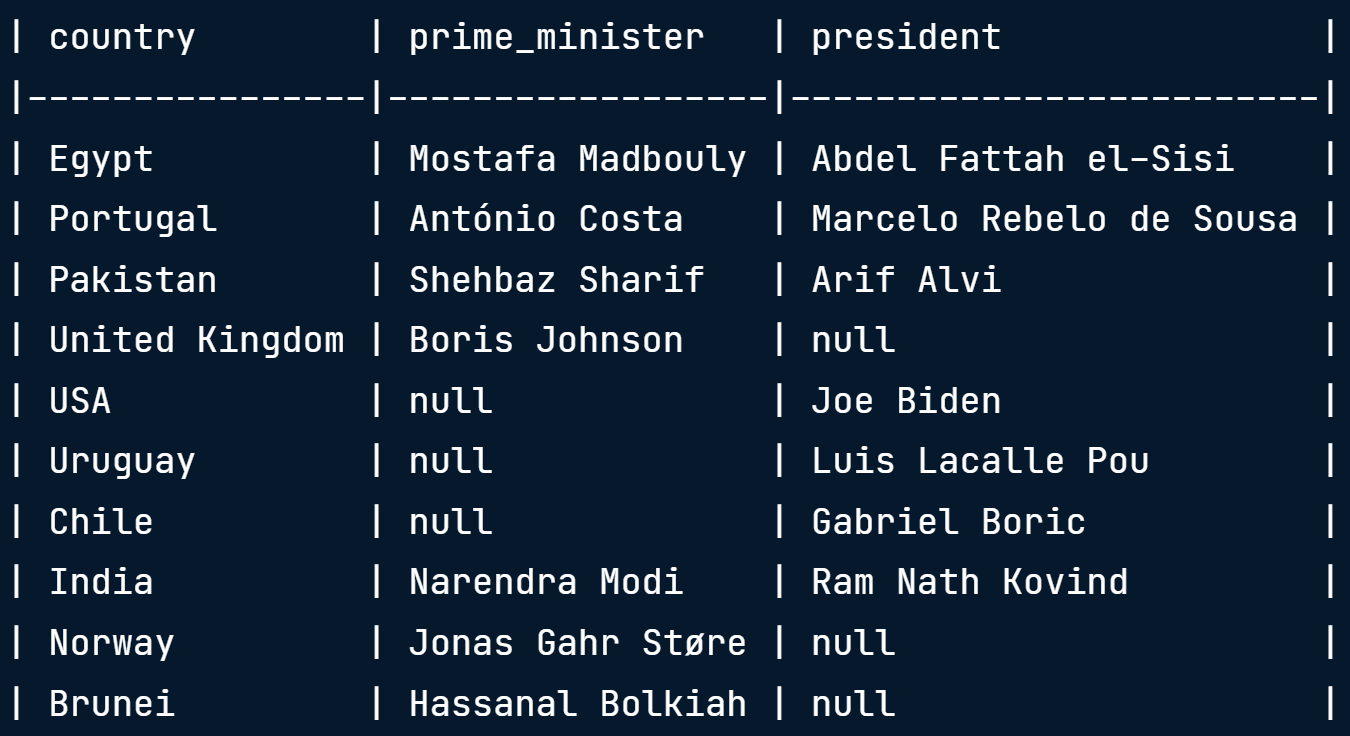 | country        | prime_minister   | president               |
|----------------|------------------|-------------------------|
| Egypt          | Mostafa Madbouly | Abdel Fattah el-Sisi    |
| Portugal       | António Costa    | Marcelo Rebelo de Sousa |
| Pakistan       | Shehbaz Sharif   | Arif Alvi               |
| United Kingdom | Boris Johnson    | null                    |
| USA            | null             | Joe Biden               |
| Uruguay        | null             | Luis Lacalle Pou        |
| Chile          | null             | Gabriel Boric           |
| India          | Narendra Modi    | Ram Nath Kovind         |
| Norway         | Jonas Gahr Støre | null                    |
| Brunei         | Hassanal Bolkiah | null                    |